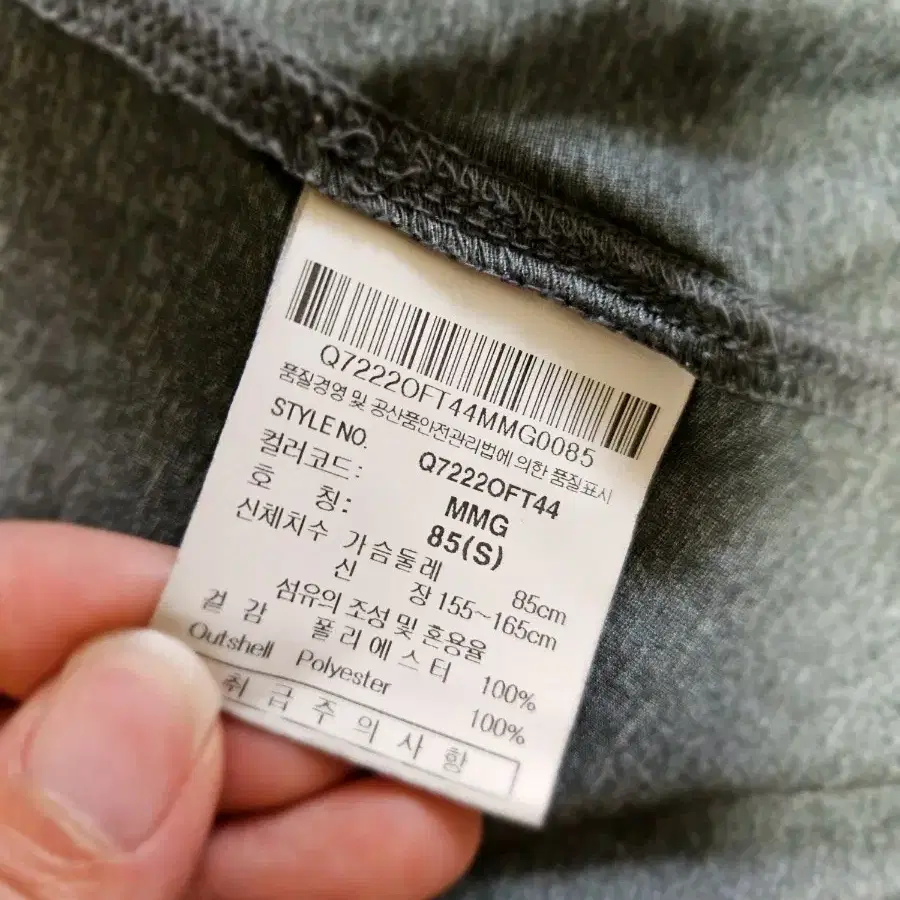 Q7222OFT44MMG0085
품질경영 및 공산품안전관리법에 의한 품질표시
STYLE NO. Q7222OFT44
컬러코드 : MMG
호 칭: 85(S)
신체치수 가슴둘레 85cm
신 장 155~165cm
섬유의 조성 및 혼용율
겉 감 폴리에스터 100%
Outshell Polyester 100%
취급주의사항